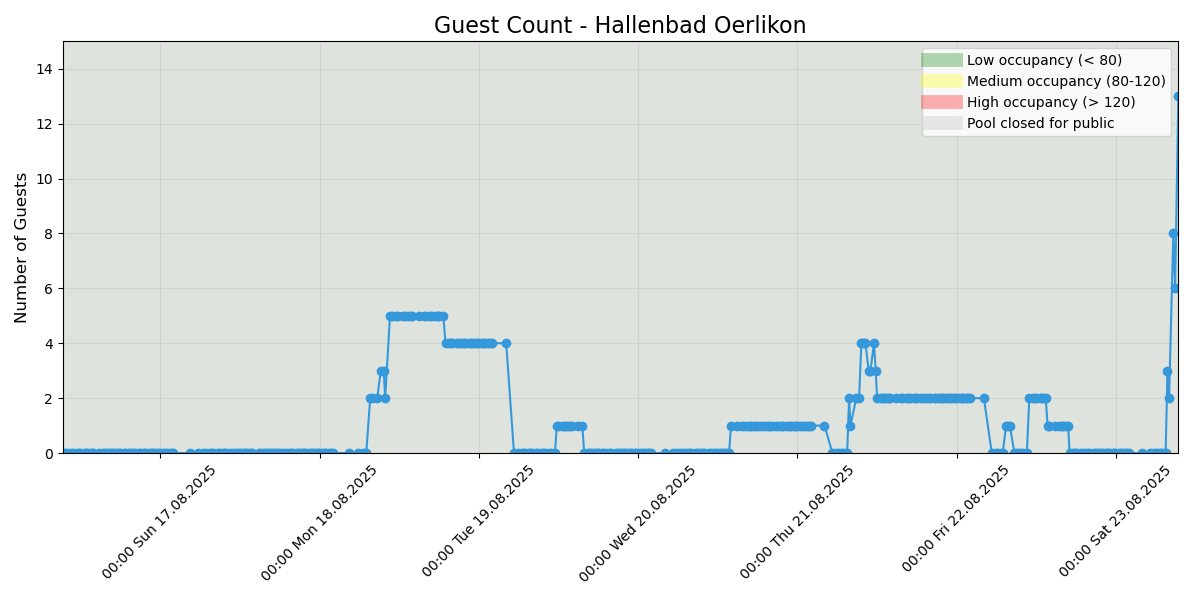 Guest Count - Hallenbad Oerlikon
Number of Guests
14
12
10
8
6
4
2
0
Low occupancy (< 80)
Medium occupancy (80-120)
High occupancy (> 120)
Pool closed for public
00:00 Sun 17.08.2025
00:00 Mon 18.08.2025
00:00 Tue 19.08.2025
00:00 Wed 20.08.2025
00:00 Thu 21.08.2025
00:00 Fri 22.08.2025
00:00 Sat 23.08.2025